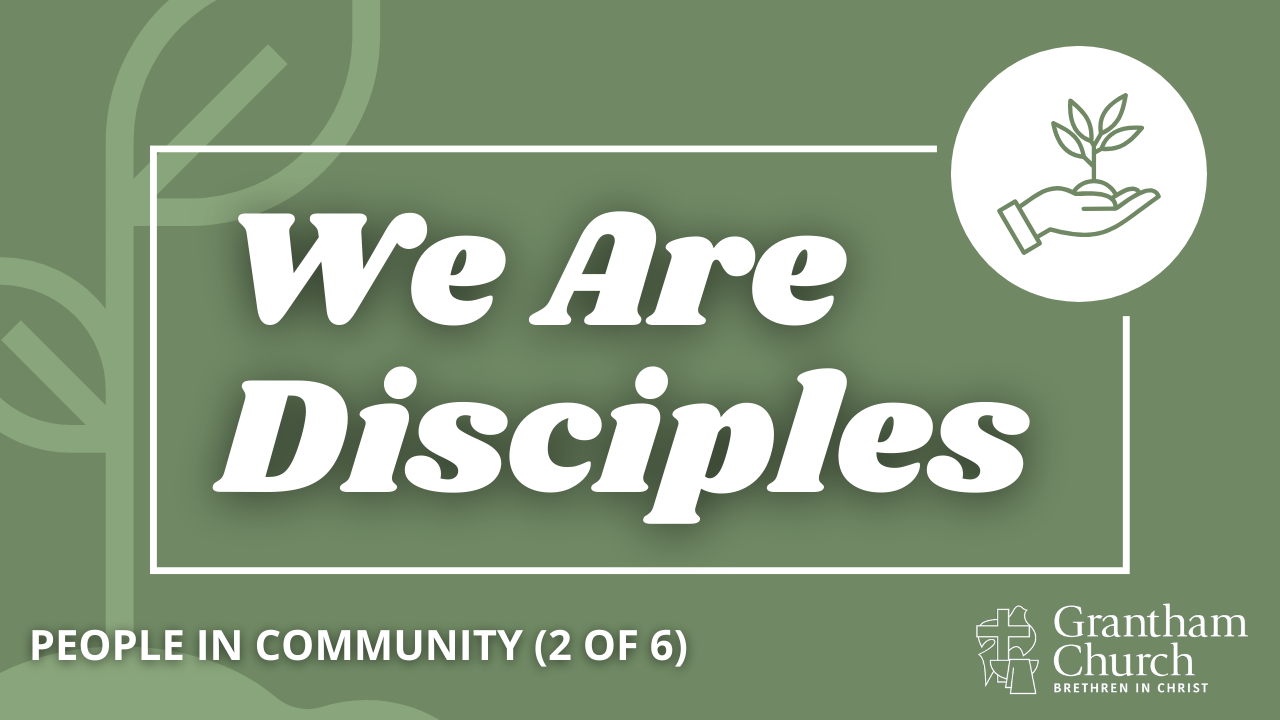 We Are
Disciples
PEOPLE IN COMMUNITY (2 OF 6)
Grantham
Church
BRETHREN IN CHRIST